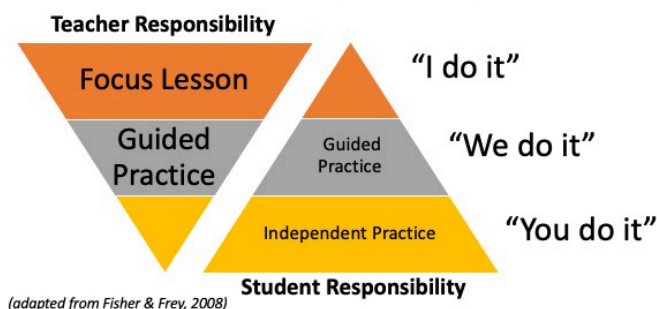 Teacher Responsibility
Focus Lesson
"I do it"
Guided
Practice
Guided
Practice
“We do it”
Independent Practice
“You do it”
Student Responsibility
(adapted from Fisher & Frey, 2008)